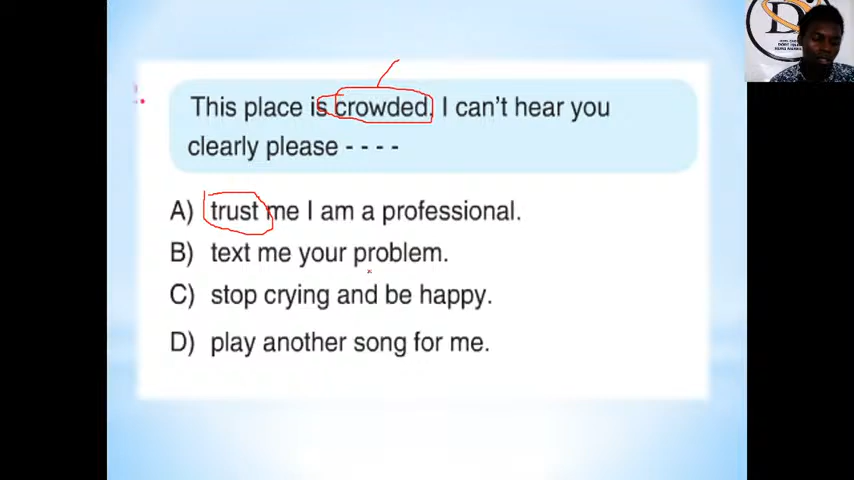 This place is crowded. I can't hear you
clearly please - - - -
A) trust me I am a professional.
B) text me your problem.
C) stop crying and be happy.
D) play another song for me.